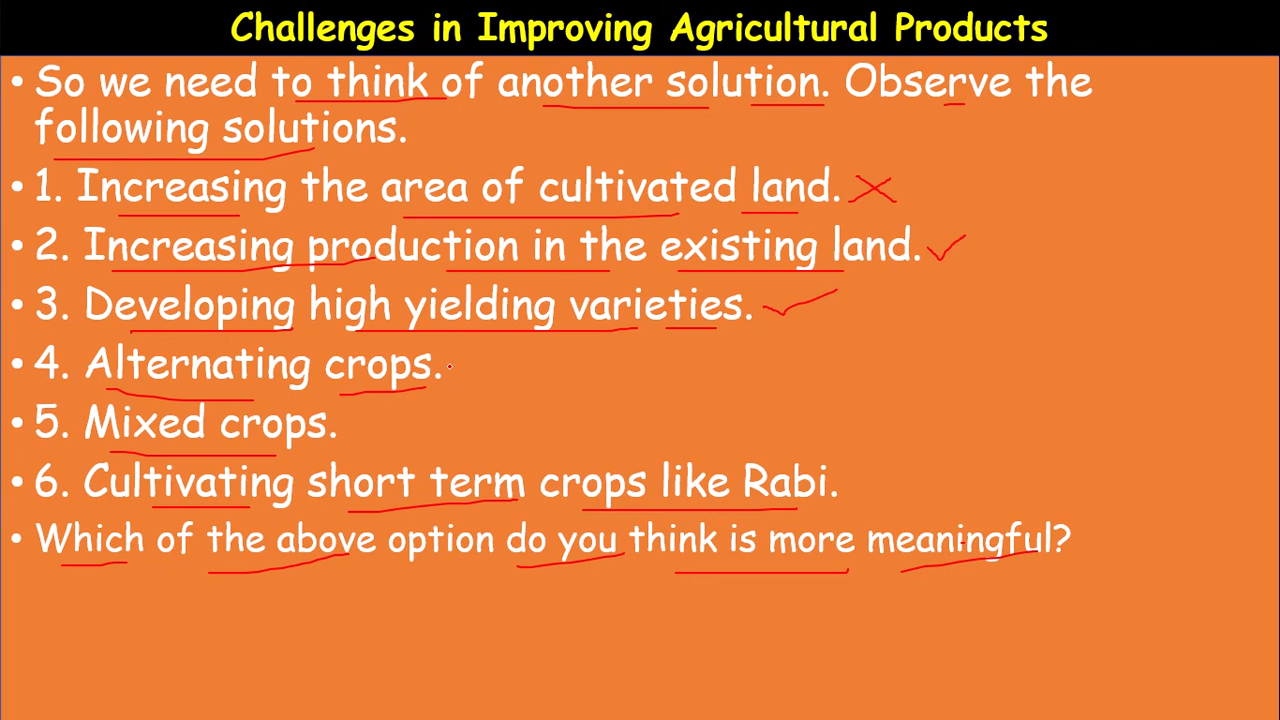 Challenges in Improving Agricultural Products
• So we need to think of another solution. Observe the
following solutions.
• 1. Increasing the area of cultivated land.
• 2. Increasing production in the existing land.
• 3. Developing high yielding varieties.
• 4. Alternating crops.
• 5. Mixed crops.
• 6. Cultivating short term crops like Rabi.
• Which of the above option do you think is more meaningful?